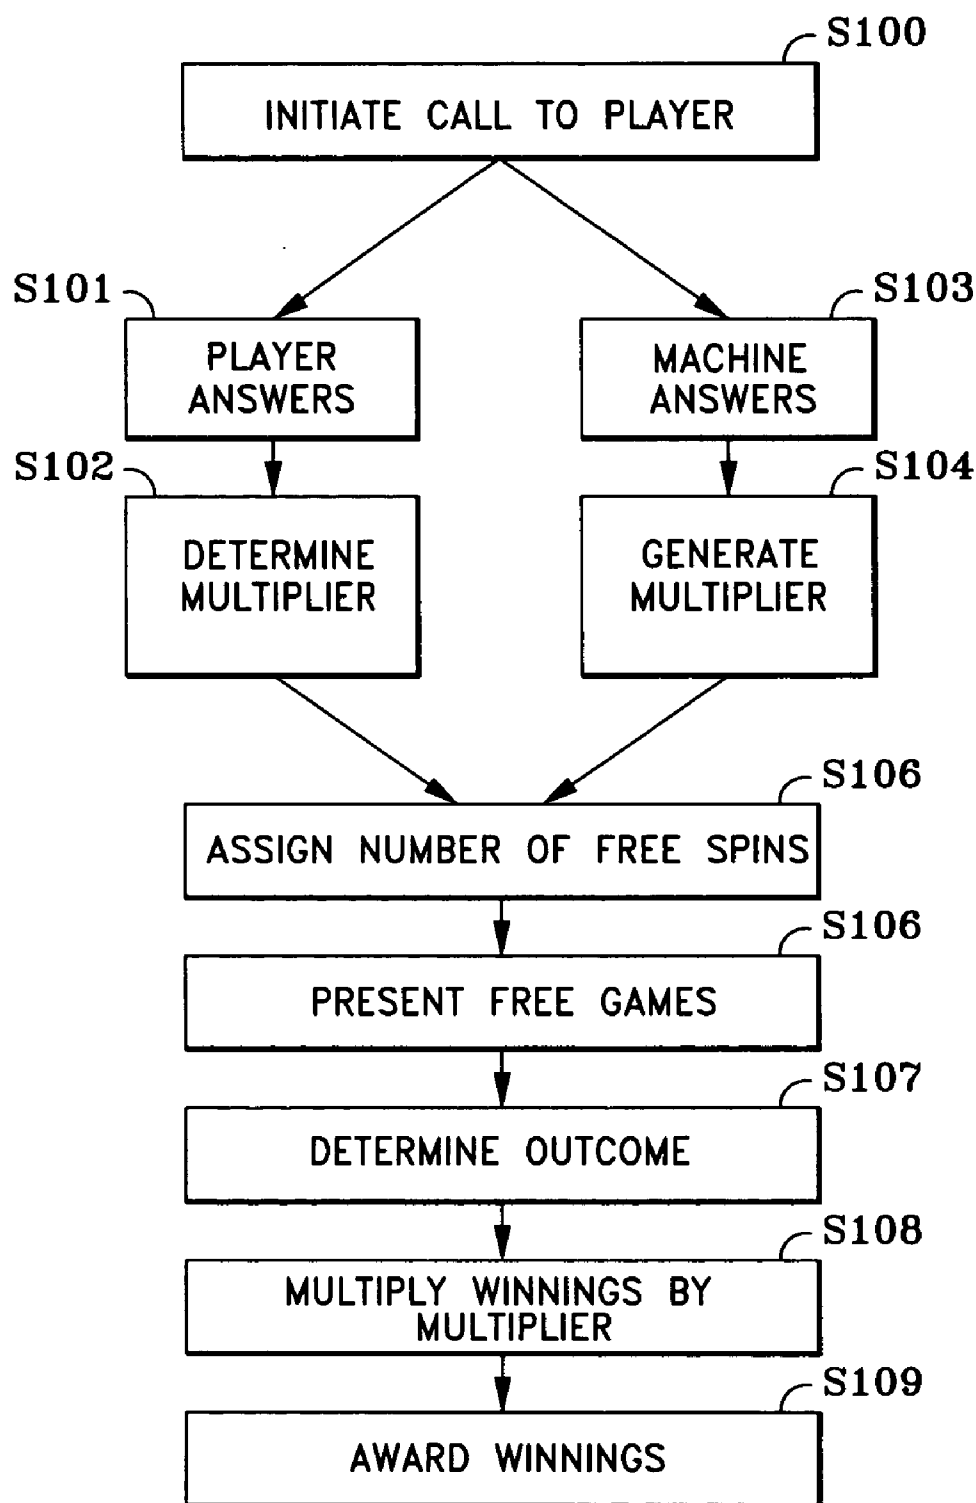 S100
INITIATE CALL TO PLAYER
S101
PLAYER
ANSWERS
S103
MACHINE
ANSWERS
S102
DETERMINE
MULTIPLIER
S104
GENERATE
MULTIPLIER
S106
ASSIGN NUMBER OF FREE SPINS
S106
PRESENT FREE GAMES
S107
DETERMINE OUTCOME
S108
MULTIPLY WINNINGS BY
MULTIPLIER
S109
AWARD WINNINGS